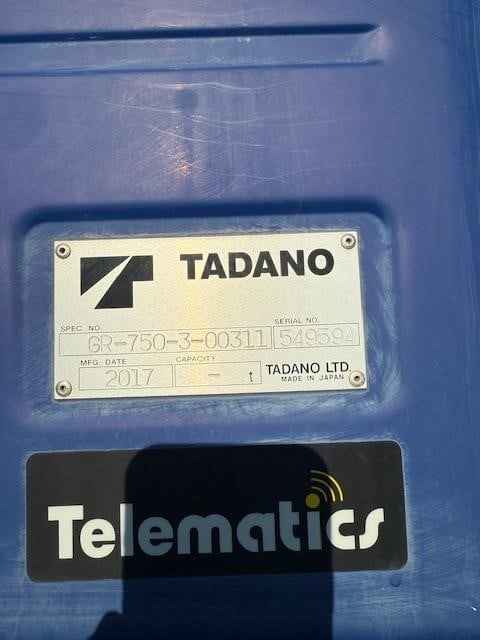 TADANO
SPEC. NO.
SERIAL NO.
GR-750-3-00311
549594
MFG. DATE
CAPACITY
2017
- t
TADANO LTD.
MADE IN JAPAN
Telematics